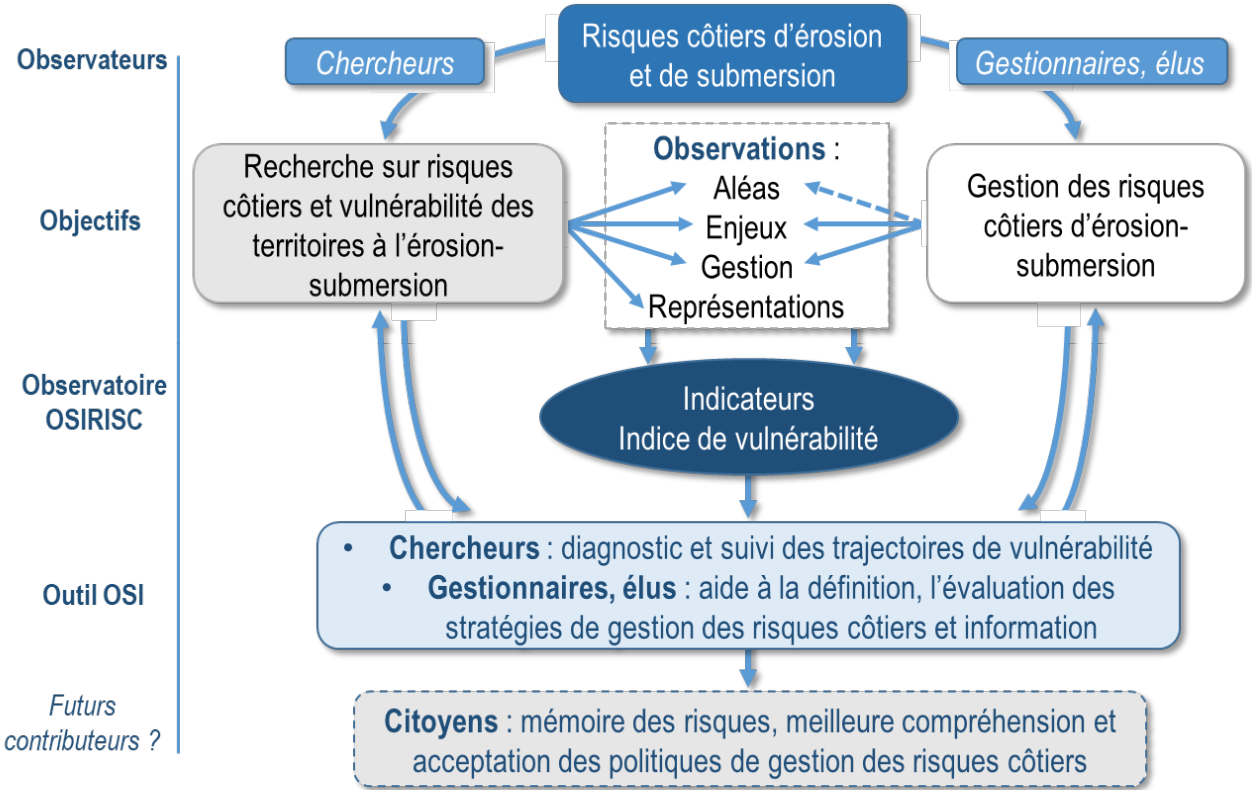 Observateurs
Chercheurs
Risques côtiers d’érosion
et de submersion
Gestionnaires, élus
Objectifs
Recherche sur risques
côtiers et vulnérabilité des
territoires à l’érosion-
submersion
Observations :
Aléas
Enjeux
Gestion
Représentations
Gestion des risques
côtiers d’érosion-
submersion
Observatoire
OSIRISC
Indicateurs
Indice de vulnérabilité
Outil OSI
• Chercheurs : diagnostic et suivi des trajectoires de vulnérabilité
• Gestionnaires, élus : aide à la définition, l’évaluation des
stratégies de gestion des risques côtiers et information
Futurs
contributeurs ?
Citoyens : mémoire des risques, meilleure compréhension et
acceptation des politiques de gestion des risques côtiers